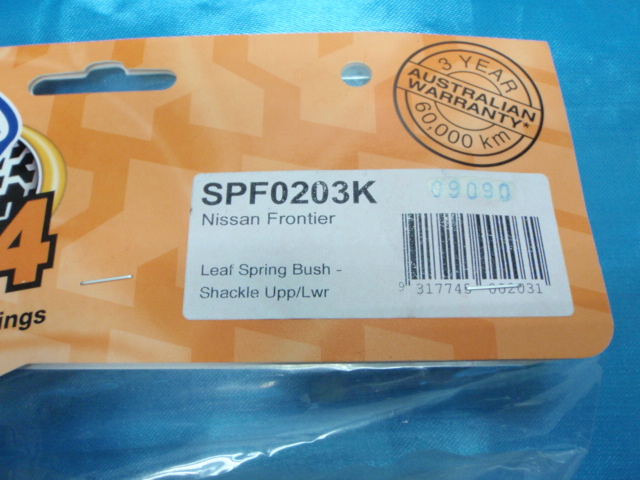 3 YEAR
AUSTRALIAN
WARRANTY*
60,000 km
SPF0203K
09090
Nissan Frontier
Leaf Spring Bush -
Shackle Upp/Lwr
9 317745 002031
4
ings